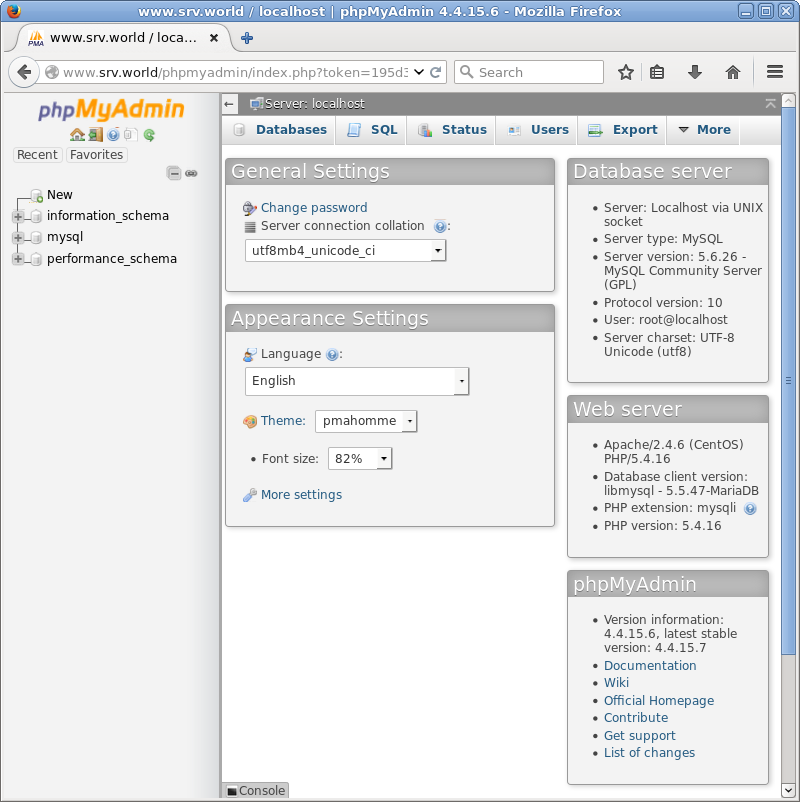 www.srv.world / localhost | phpMyAdmin 4.4.15.6 - Mozilla Firefox
PMA www.srv.world / loca...
www.srv.world/phpmyadmin/index.php?token=195d3
Search
phpMyAdmin
Recent Favorites
New
information_schema
mysql
performance_schema
Server: localhost
Databases SQL Status Users Export More
General Settings
Change password
Server connection collation :
utf8mb4_unicode_ci
Appearance Settings
Language :
English
Theme: pmahomme
Font size: 82%
More settings
Database server
Server: Localhost via UNIX
socket
Server type: MySQL
Server version: 5.6.26 -
MySQL Community Server
(GPL)
Protocol version: 10
User: root@localhost
Server charset: UTF-8
Unicode (utf8)
Web server
Apache/2.4.6 (CentOS)
PHP/5.4.16
Database client version:
libmysql - 5.5.47-MariaDB
PHP extension: mysqli
PHP version: 5.4.16
phpMyAdmin
Version information:
4.4.15.6, latest stable
version: 4.4.15.7
Documentation
Wiki
Official Homepage
Contribute
Get support
List of changes
Console